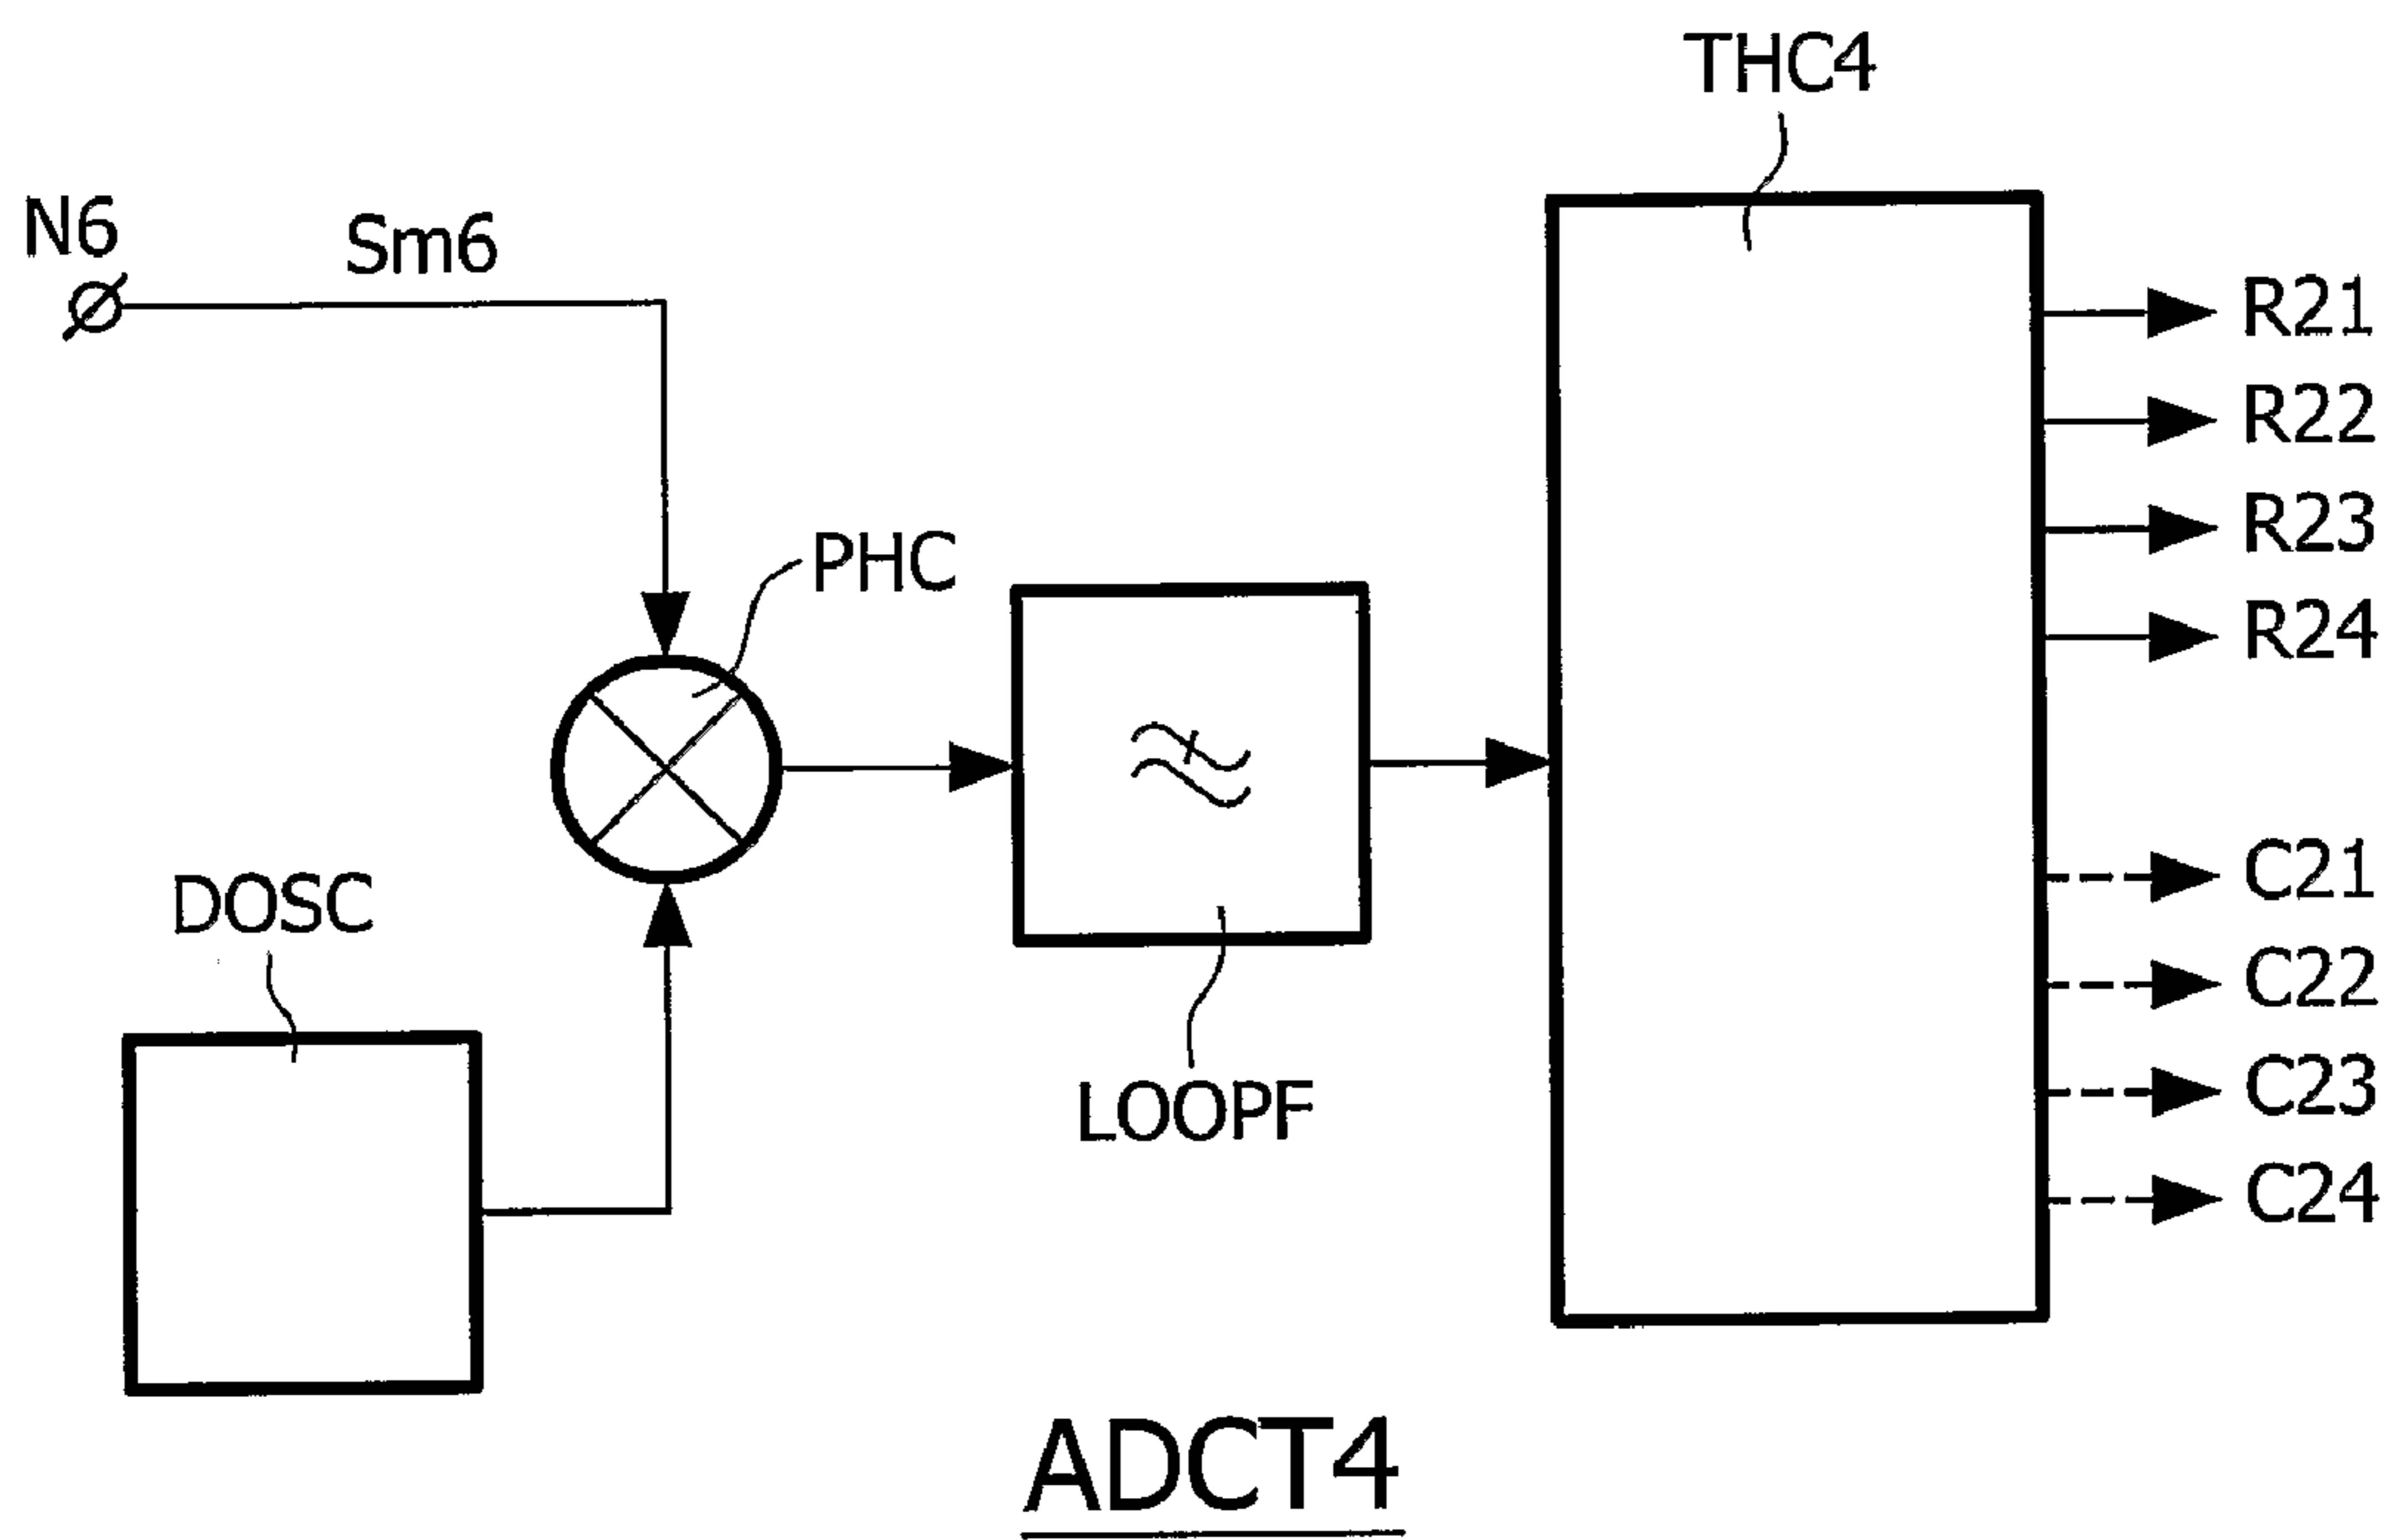 THC4
N6
Sm6
R21
R22
R23
R24
PHC
DOSC
LOOPF
C21
C22
C23
C24
ADCT4